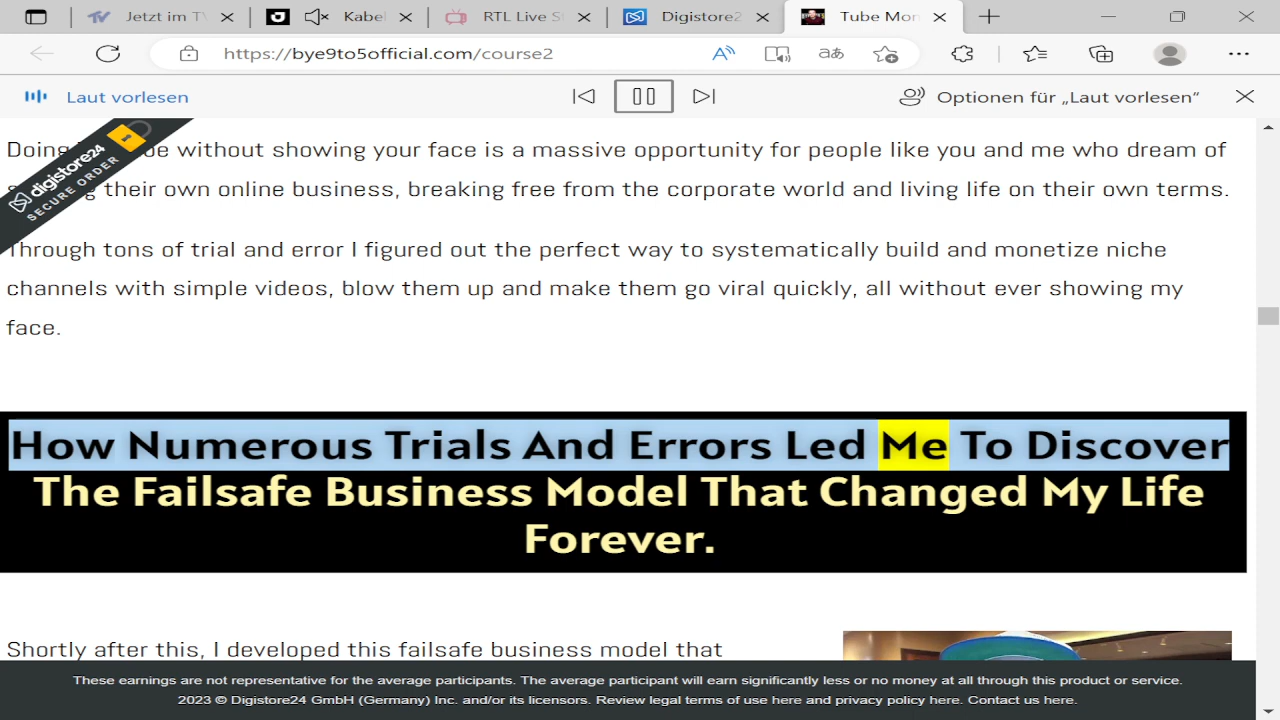 Jetzt im T
Kabe
RTL Live S
Digistore2
Tube Mon
https://bye9to5official.com/course2
Laut vorlesen
Optionen für „Laut vorlesen“
digistore24
SECURE ORDER
Doing be without showing your face is a massive opportunity for people like you and me who dream of
their own online business, breaking free from the corporate world and living life on their own terms.
Through tons of trial and error I figured out the perfect way to systematically build and monetize niche
channels with simple videos, blow them up and make them go viral quickly, all without ever showing my
face.
How Numerous Trials And Errors Led Me To Discover
The Failsafe Business Model That Changed My Life
Forever.
Shortly after this, I developed this failsafe business model that
These earnings are not representative for the average participants. The average participant will earn significantly less or no money at all through this product or service.
2023 © Digistore24 GmbH (Germany) Inc. and/or its licensors. Review legal terms of use here and privacy policy here. Contact us here.